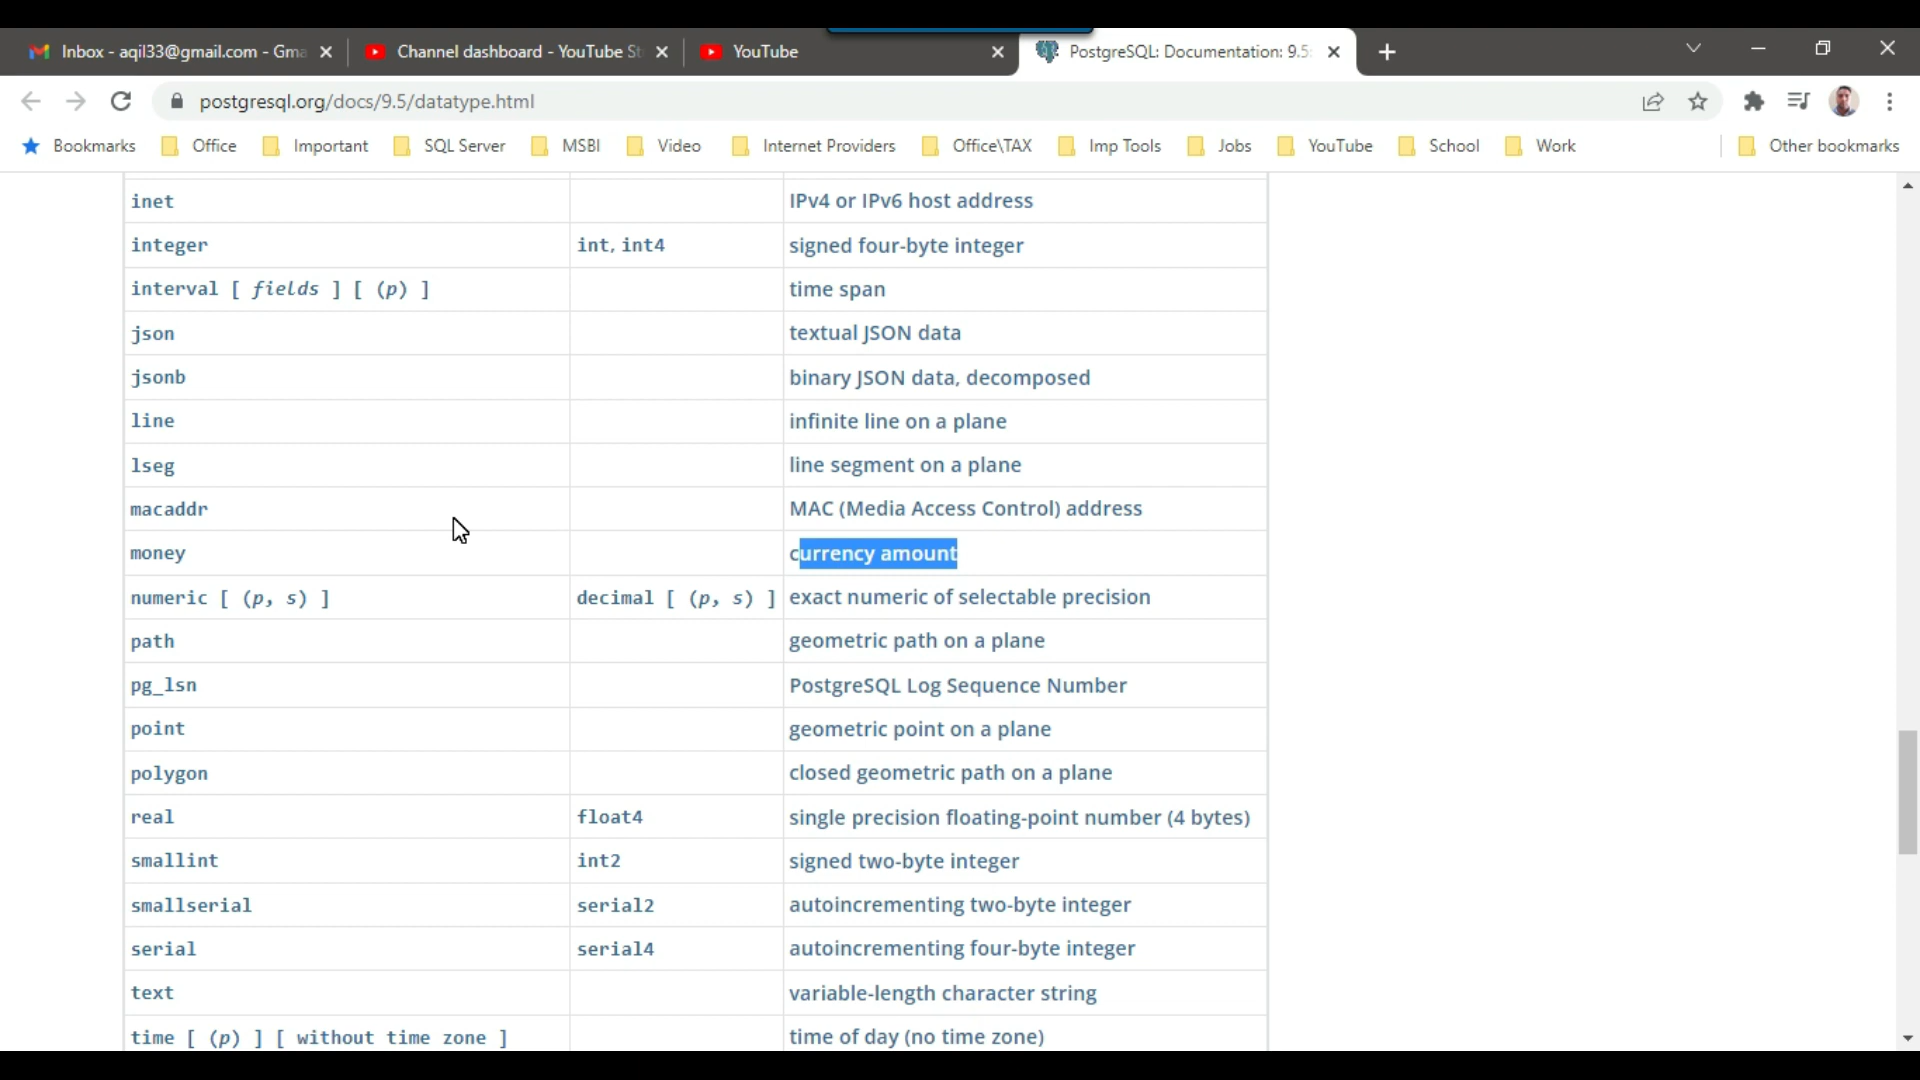 Inbox - aqil33@gmail.com - Gma
Channel dashboard - YouTube St
YouTube
PostgreSQL: Documentation: 9.5:
postgresql.org/docs/9.5/datatype.html
Bookmarks Office Important SQL Server MSBI Video Internet Providers Office\TAX Imp Tools Jobs YouTube School Work Other bookmarks
inet IPv4 or IPv6 host address
integer int, int4 signed four-byte integer
interval [ fields ] [ (p) ] time span
json textual JSON data
jsonb binary JSON data, decomposed
line infinite line on a plane
lseg line segment on a plane
macaddr MAC (Media Access Control) address
money currency amount
numeric [ (p, s) ] decimal [ (p, s) ] exact numeric of selectable precision
path geometric path on a plane
pg_lsn PostgreSQL Log Sequence Number
point geometric point on a plane
polygon closed geometric path on a plane
real float4 single precision floating-point number (4 bytes)
smallint int2 signed two-byte integer
smallserial serial2 autoincrementing two-byte integer
serial serial4 autoincrementing four-byte integer
text variable-length character string
time [ (p) ] [ without time zone ] time of day (no time zone)